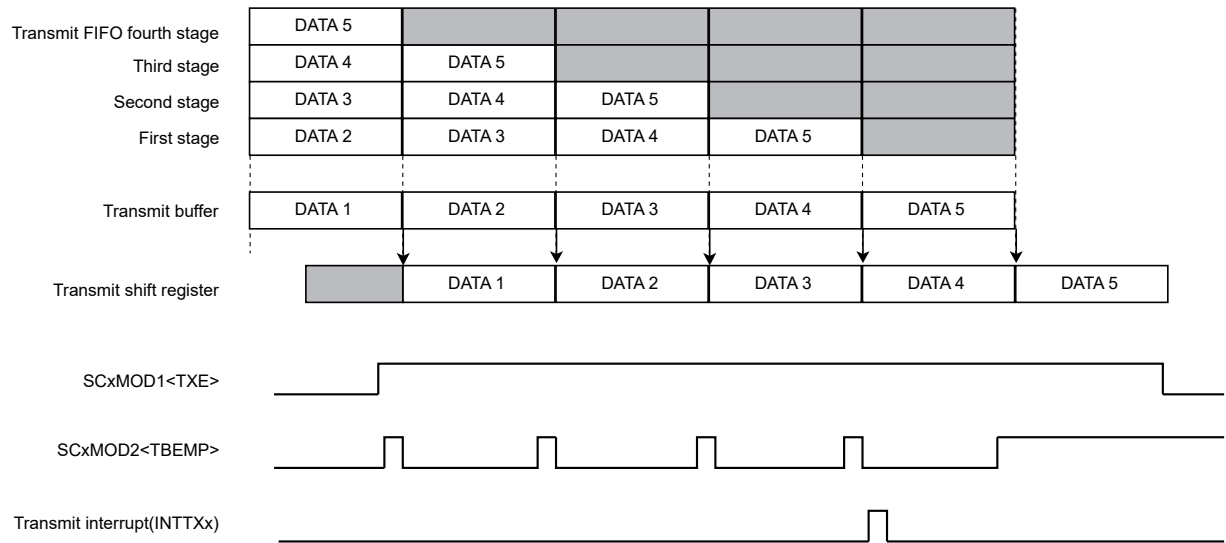 Transmit FIFO fourth stage DATA 5
Third stage DATA 4 DATA 5
Second stage DATA 3 DATA 4 DATA 5
First stage DATA 2 DATA 3 DATA 4 DATA 5
Transmit buffer DATA 1 DATA 2 DATA 3 DATA 4 DATA 5
Transmit shift register DATA 1 DATA 2 DATA 3 DATA 4 DATA 5
SCxMOD1<TXE>
SCxMOD2<TBEMP>
Transmit interrupt(INTTXx)